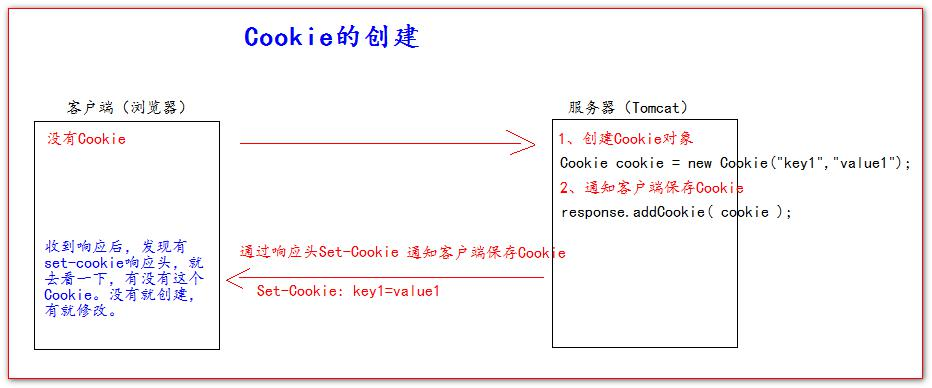 Cookie的创建
客户端（浏览器）
服务器（Tomcat）
没有Cookie
1、创建Cookie对象
Cookie cookie = new Cookie("key1","value1");
2、通知客户端保存Cookie
response.addCookie( cookie );
收到响应后，发现有
set-cookie响应头，就
去看一下，有没有这个
Cookie。没有就创建，
有就修改。
通过响应头Set-Cookie 通知客户端保存Cookie
Set-Cookie: key1=value1